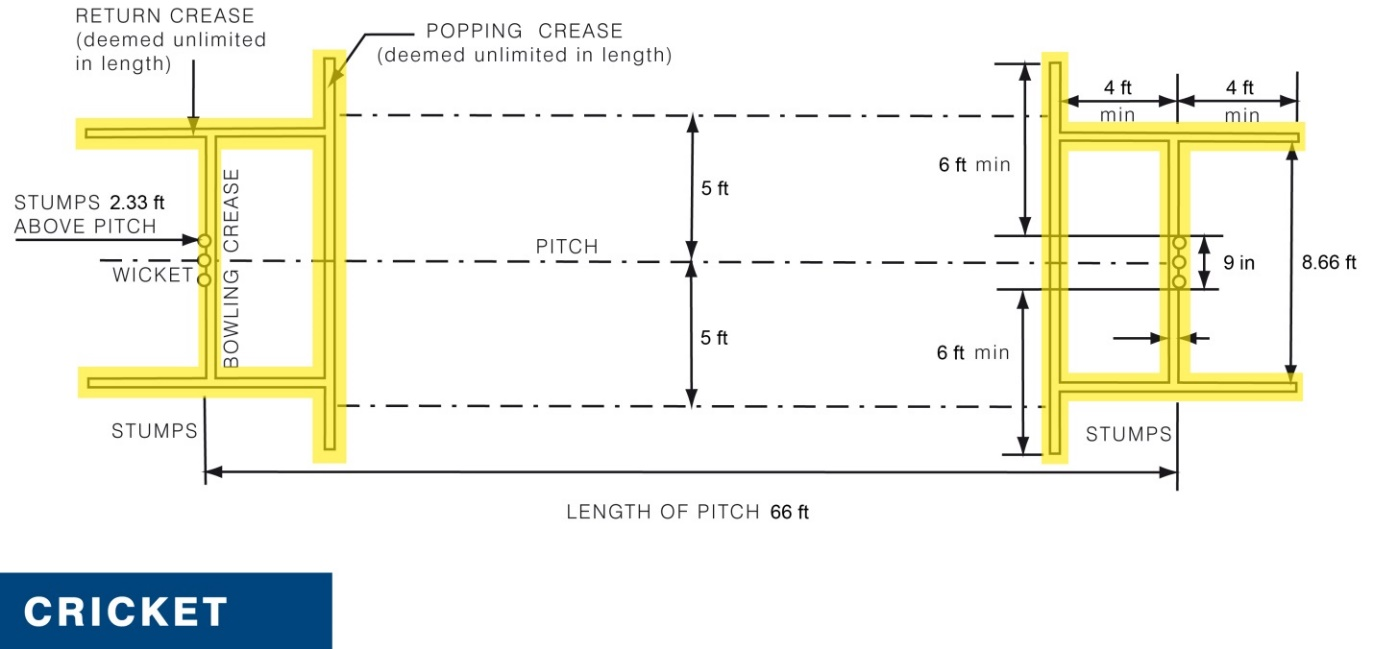 RETURN CREASE
(deemed unlimited
in length)
POPPING CREASE
(deemed unlimited in length)
4 ft
min
4 ft
min
6 ft min
5 ft
STUMPS 2.33 ft
ABOVE PITCH
BOWLING CREASE
PITCH
WICKET
9 in
8.66 ft
5 ft
6 ft min
STUMPS
STUMPS
LENGTH OF PITCH 66 ft
CRICKET